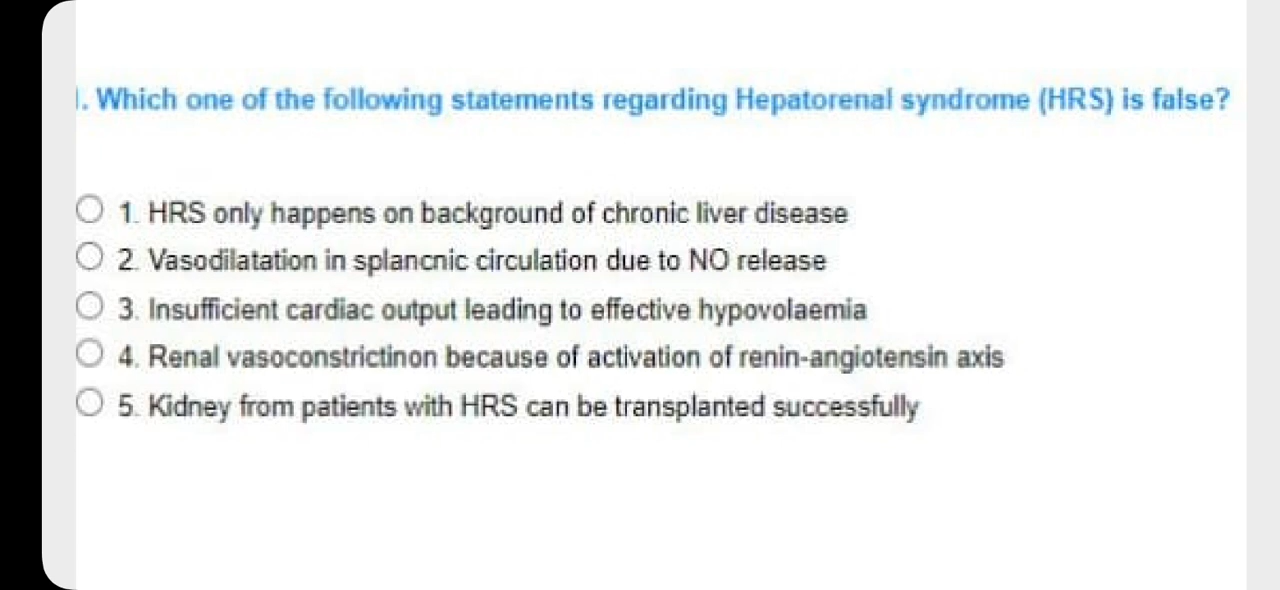 . Which one of the following statements regarding Hepatorenal syndrome (HRS) is false?
1. HRS only happens on background of chronic liver disease
2. Vasodilatation in splancnic circulation due to NO release
3. Insufficient cardiac output leading to effective hypovolaemia
4. Renal vasoconstrictinon because of activation of renin-angiotensin axis
5. Kidney from patients with HRS can be transplanted successfully